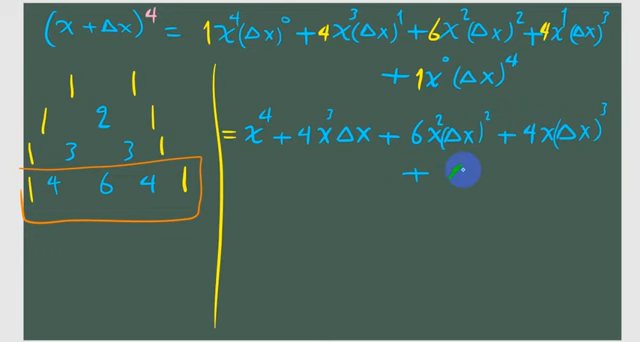 (x + Δx)⁴ = 1x⁴(Δx)⁰ + 4x³(Δx)¹ + 6x²(Δx)² + 4x¹(Δx)³
+ 1x⁰(Δx)⁴
1 1
1 2 1
1 3 3 1
1 4 6 4 1
= x⁴ + 4x³Δx + 6x²(Δx)² + 4x(Δx)³
+